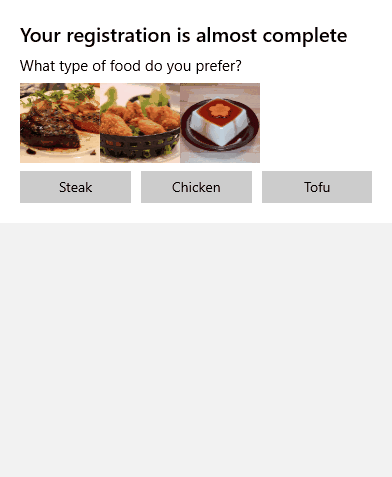 Your registration is almost complete
What type of food do you prefer?
Steak
Chicken
Tofu